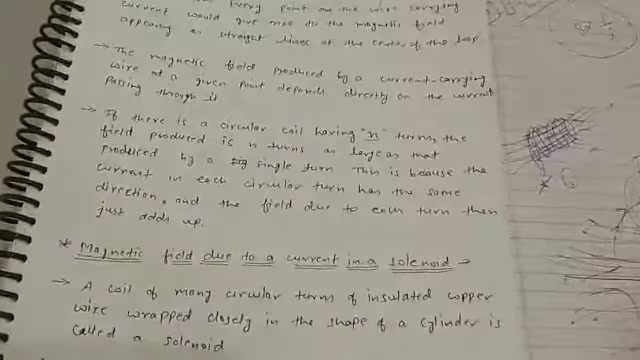 every point on the wire carrying
current would give rise to the magnetic field
appearing as straight lines at the center of the loop
→ The magnetic field produced by a current-carrying
wire at a given point depends directly on the current
passing through it
→ If there is a circular coil having "n" turns, the
field produced is n turns as large as that
produced by a single turn This is because the
current in each circular turn has the same
direction, and the field due to each turn then
just adds up.
* Magnetic field due to a current in a solenoid →
→ A coil of many circular turns of insulated copper
wire wrapped closely in the shape of a cylinder is
called a solenoid